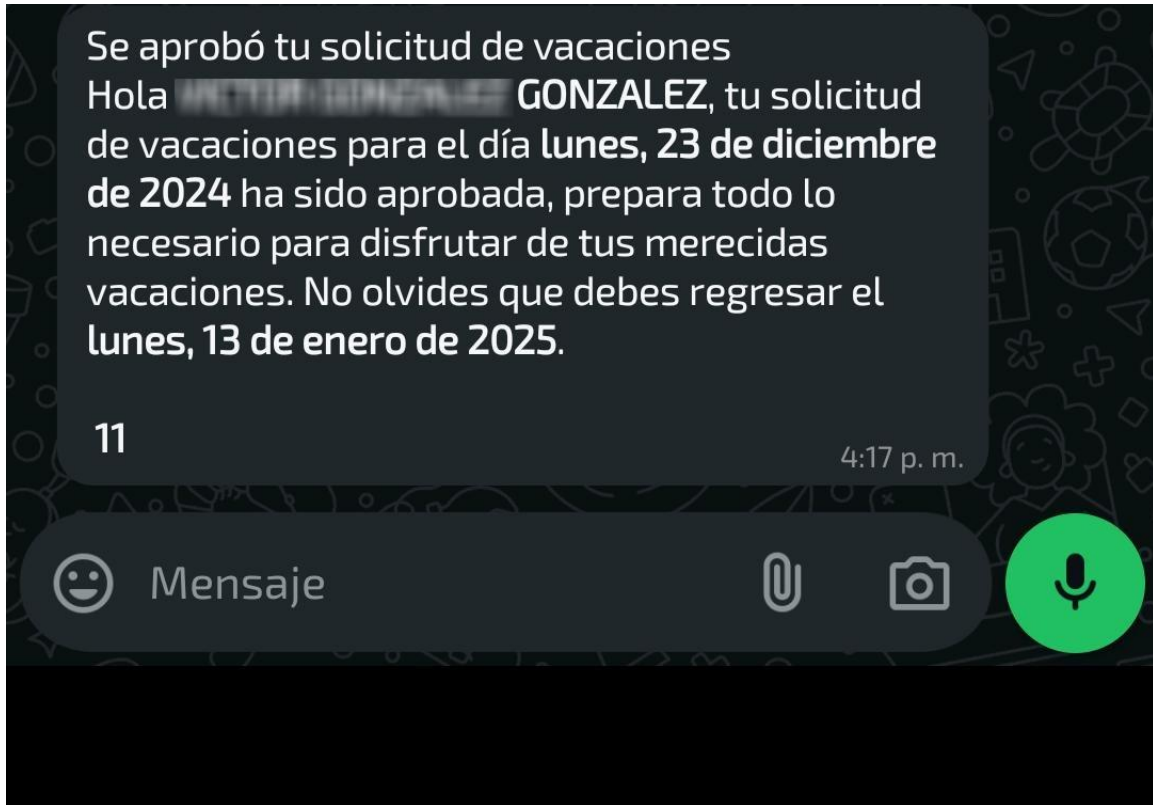 Se aprobó tu solicitud de vacaciones
Hola GONZALEZ, tu solicitud
de vacaciones para el día lunes, 23 de diciembre
de 2024 ha sido aprobada, prepara todo lo
necesario para disfrutar de tus merecidas
vacaciones. No olvides que debes regresar el
lunes, 13 de enero de 2025.
11
4:17 p. m.
Mensaje